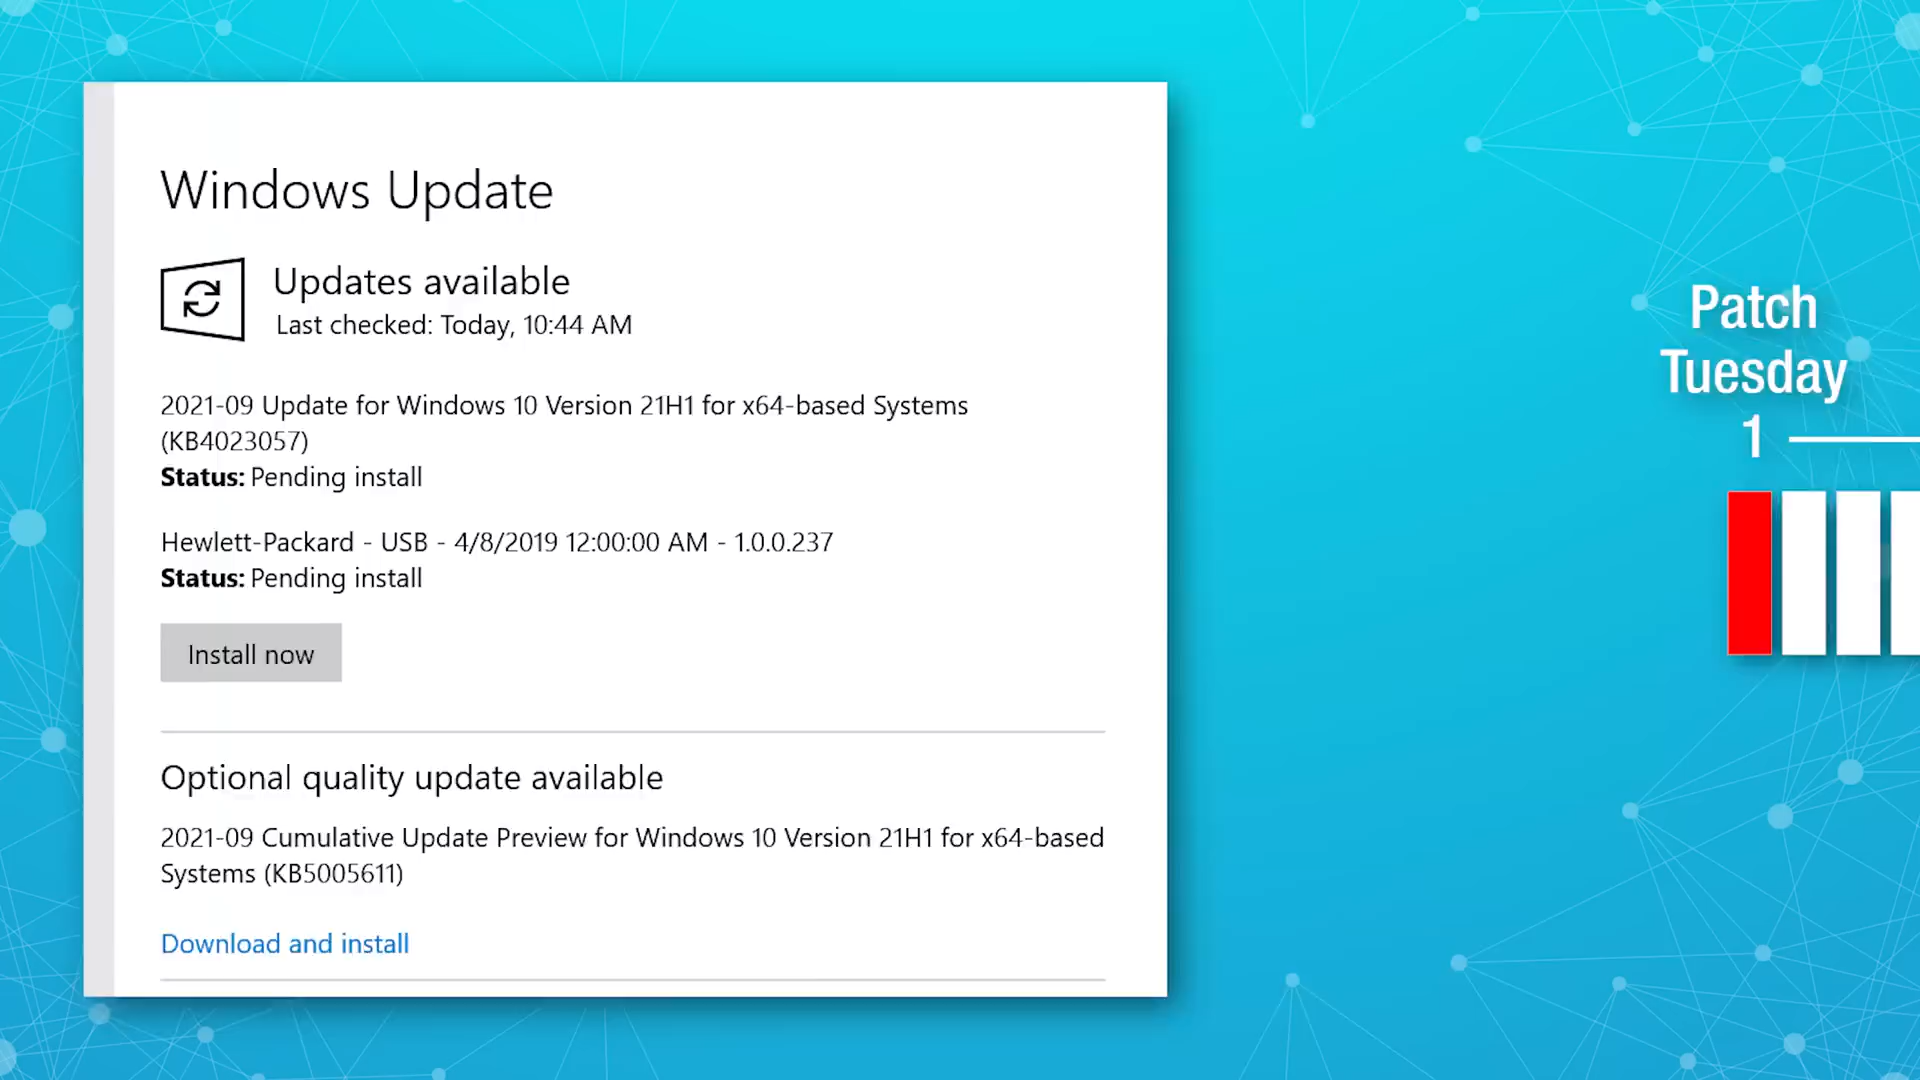 Windows Update
Updates available
Last checked: Today, 10:44 AM
2021-09 Update for Windows 10 Version 21H1 for x64-based Systems
(KB4023057)
Status: Pending install
Hewlett-Packard - USB - 4/8/2019 12:00:00 AM - 1.0.0.237
Status: Pending install
Install now
Optional quality update available
2021-09 Cumulative Update Preview for Windows 10 Version 21H1 for x64-based
Systems (KB5005611)
Download and install
Patch
Tuesday
1